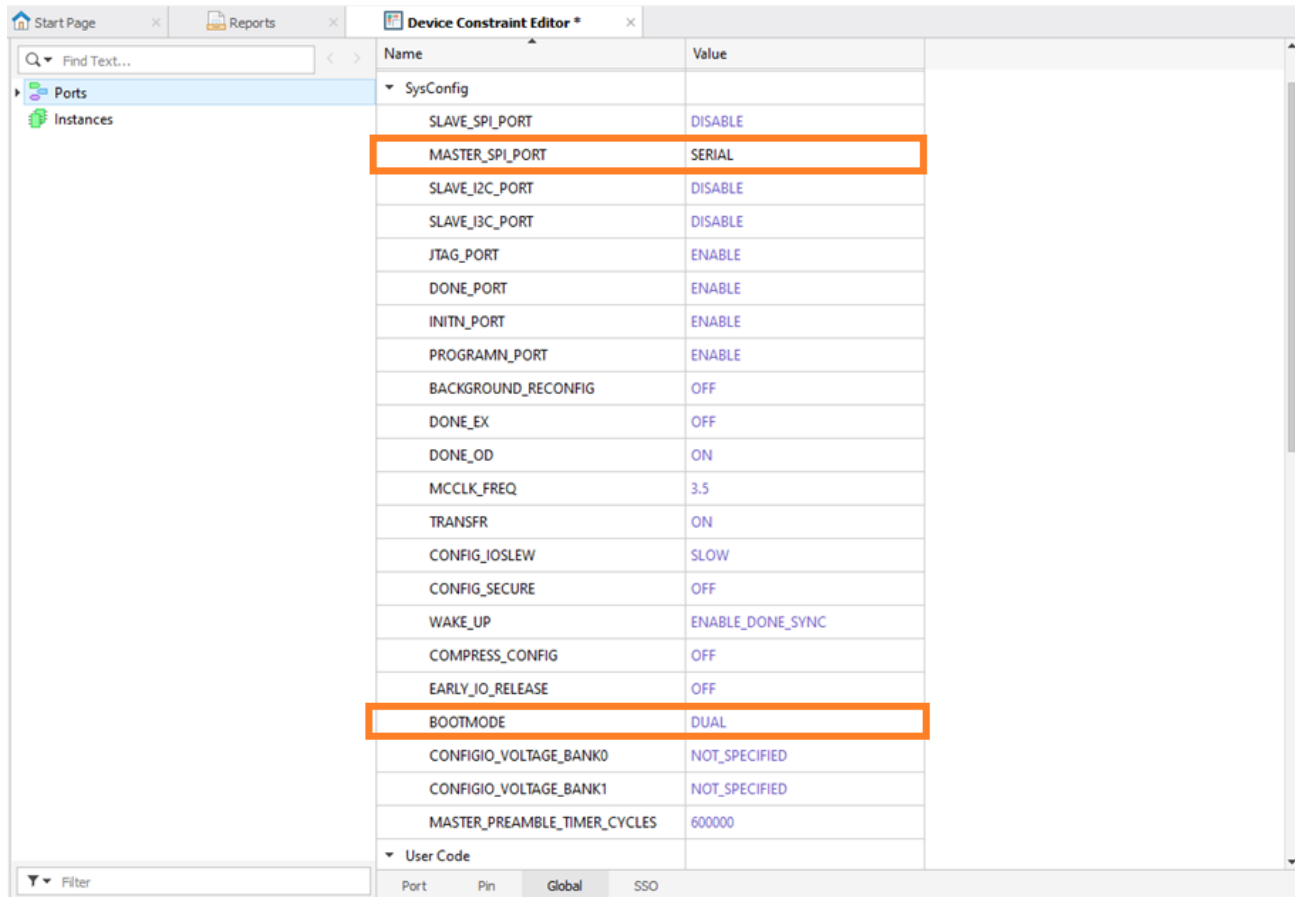 Start Page × Reports × Device Constraint Editor * ×
Find Text... < >
Ports
Instances
Filter
Name Value
SysConfig
SLAVE_SPI_PORT DISABLE
MASTER_SPI_PORT SERIAL
SLAVE_I2C_PORT DISABLE
SLAVE_I3C_PORT DISABLE
JTAG_PORT ENABLE
DONE_PORT ENABLE
INITN_PORT ENABLE
PROGRAMN_PORT ENABLE
BACKGROUND_RECONFIG OFF
DONE_EX OFF
DONE_OD ON
MCCLK_FREQ 3.5
TRANSFR ON
CONFIG_IOSLEW SLOW
CONFIG_SECURE OFF
WAKE_UP ENABLE_DONE_SYNC
COMPRESS_CONFIG OFF
EARLY_IO_RELEASE OFF
BOOTMODE DUAL
CONFIGIO_VOLTAGE_BANK0 NOT_SPECIFIED
CONFIGIO_VOLTAGE_BANK1 NOT_SPECIFIED
MASTER_PREAMBLE_TIMER_CYCLES 600000
User Code
Port Pin Global SSO